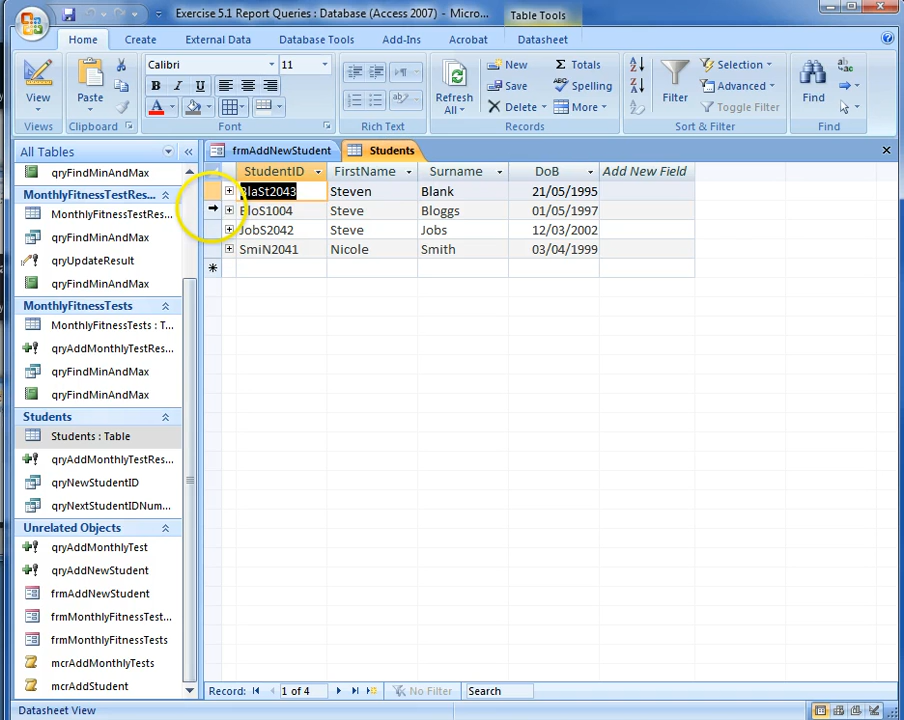 Exercise 5.1 Report Queries : Database (Access 2007) - Micro...
Table Tools
Home
Create
External Data
Database Tools
Add-Ins
Acrobat
Datasheet
View
Views
Paste
Clipboard
Calibri
11
B I U
A
Font
Rich Text
Refresh
All
New
Save
Delete
Totals
Spelling
More
Records
Filter
Selection
Advanced
Toggle Filter
Sort & Filter
Find
Find
All Tables
qryFindMinAndMax
MonthlyFitnessTestRes...
MonthlyFitnessTestRes...
qryFindMinAndMax
qryUpdateResult
qryFindMinAndMax
MonthlyFitnessTests
MonthlyFitnessTests : T...
qryAddMonthlyTestRes...
qryFindMinAndMax
qryFindMinAndMax
Students
Students : Table
qryAddMonthlyTestRes...
qryNewStudentID
qryNextStudentIDNum...
Unrelated Objects
qryAddMonthlyTest
qryAddNewStudent
frmAddNewStudent
frmMonthlyFitnessTest...
frmMonthlyFitnessTests
mcrAddMonthlyTests
mcrAddStudent
frmAddNewStudent
Students
StudentID FirstName Surname DoB Add New Field
BlaSt2043 Steven Blank 21/05/1995
BloS1004 Steve Bloggs 01/05/1997
JobS2042 Steve Jobs 12/03/2002
SmiN2041 Nicole Smith 03/04/1999
Record: 1 of 4 No Filter Search
Datasheet View